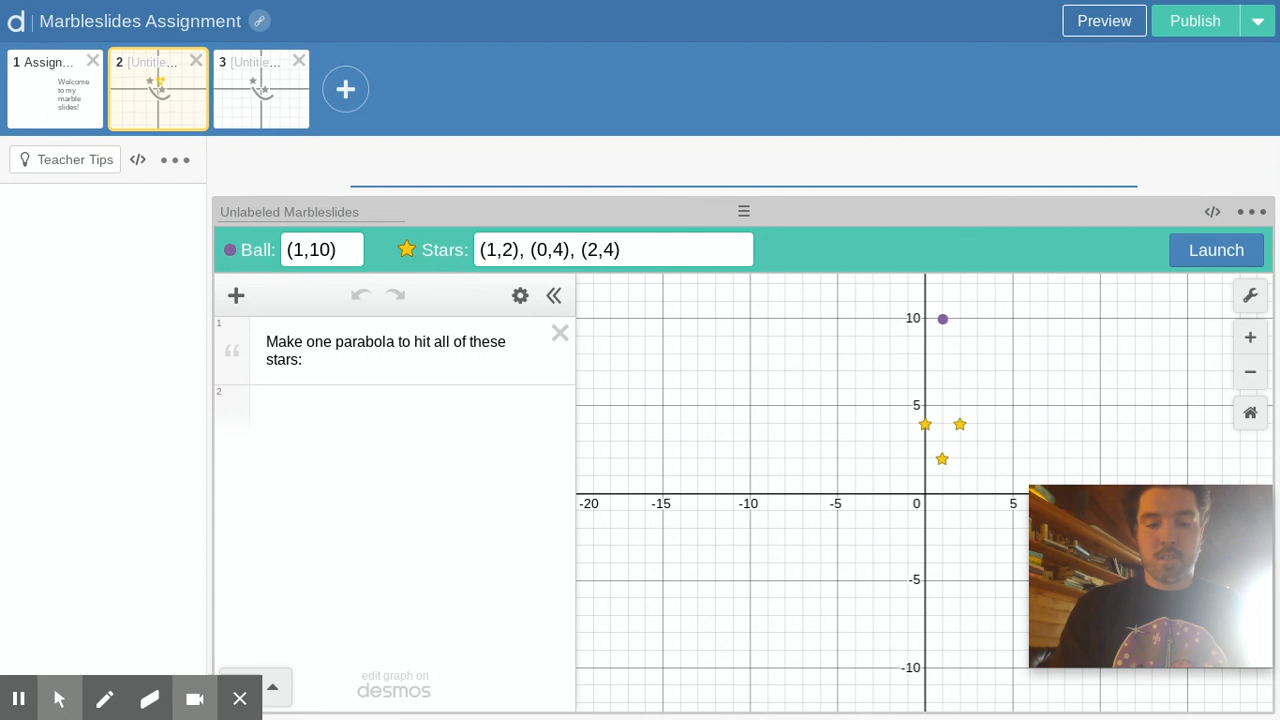 d Marbleslides Assignment
Preview
Publish
1 Assign...
2 [Untitle...
3 [Untitle...
Welcome
to my
marble
slides!
Teacher Tips
Unlabeled Marbleslides
Ball: (1,10)
Stars: (1,2), (0,4), (2,4)
Launch
1
Make one parabola to hit all of these
stars:
2
10
5
-20 -15 -10 -5 0 5
-5
-10
edit graph on
desmos